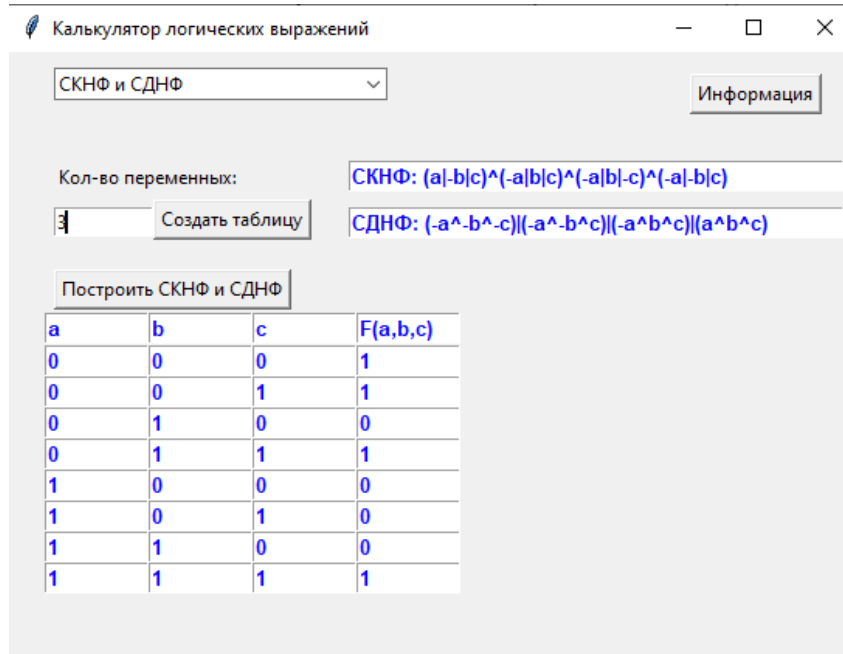 Калькулятор логических выражений
СКНФ и СДНФ
Информация
Кол-во переменных:
СКНФ: (a|-b|c)^(-a|b|c)^(-a|b|-c)^(-a|-b|c)
3 Создать таблицу
СДНФ: (-a^-b^-c)|(-a^-b^c)|(-a^b^c)|(a^b^c)
Построить СКНФ и СДНФ
a b c F(a,b,c)
0 0 0 1
0 0 1 1
0 1 0 0
0 1 1 1
1 0 0 0
1 0 1 0
1 1 0 0
1 1 1 1